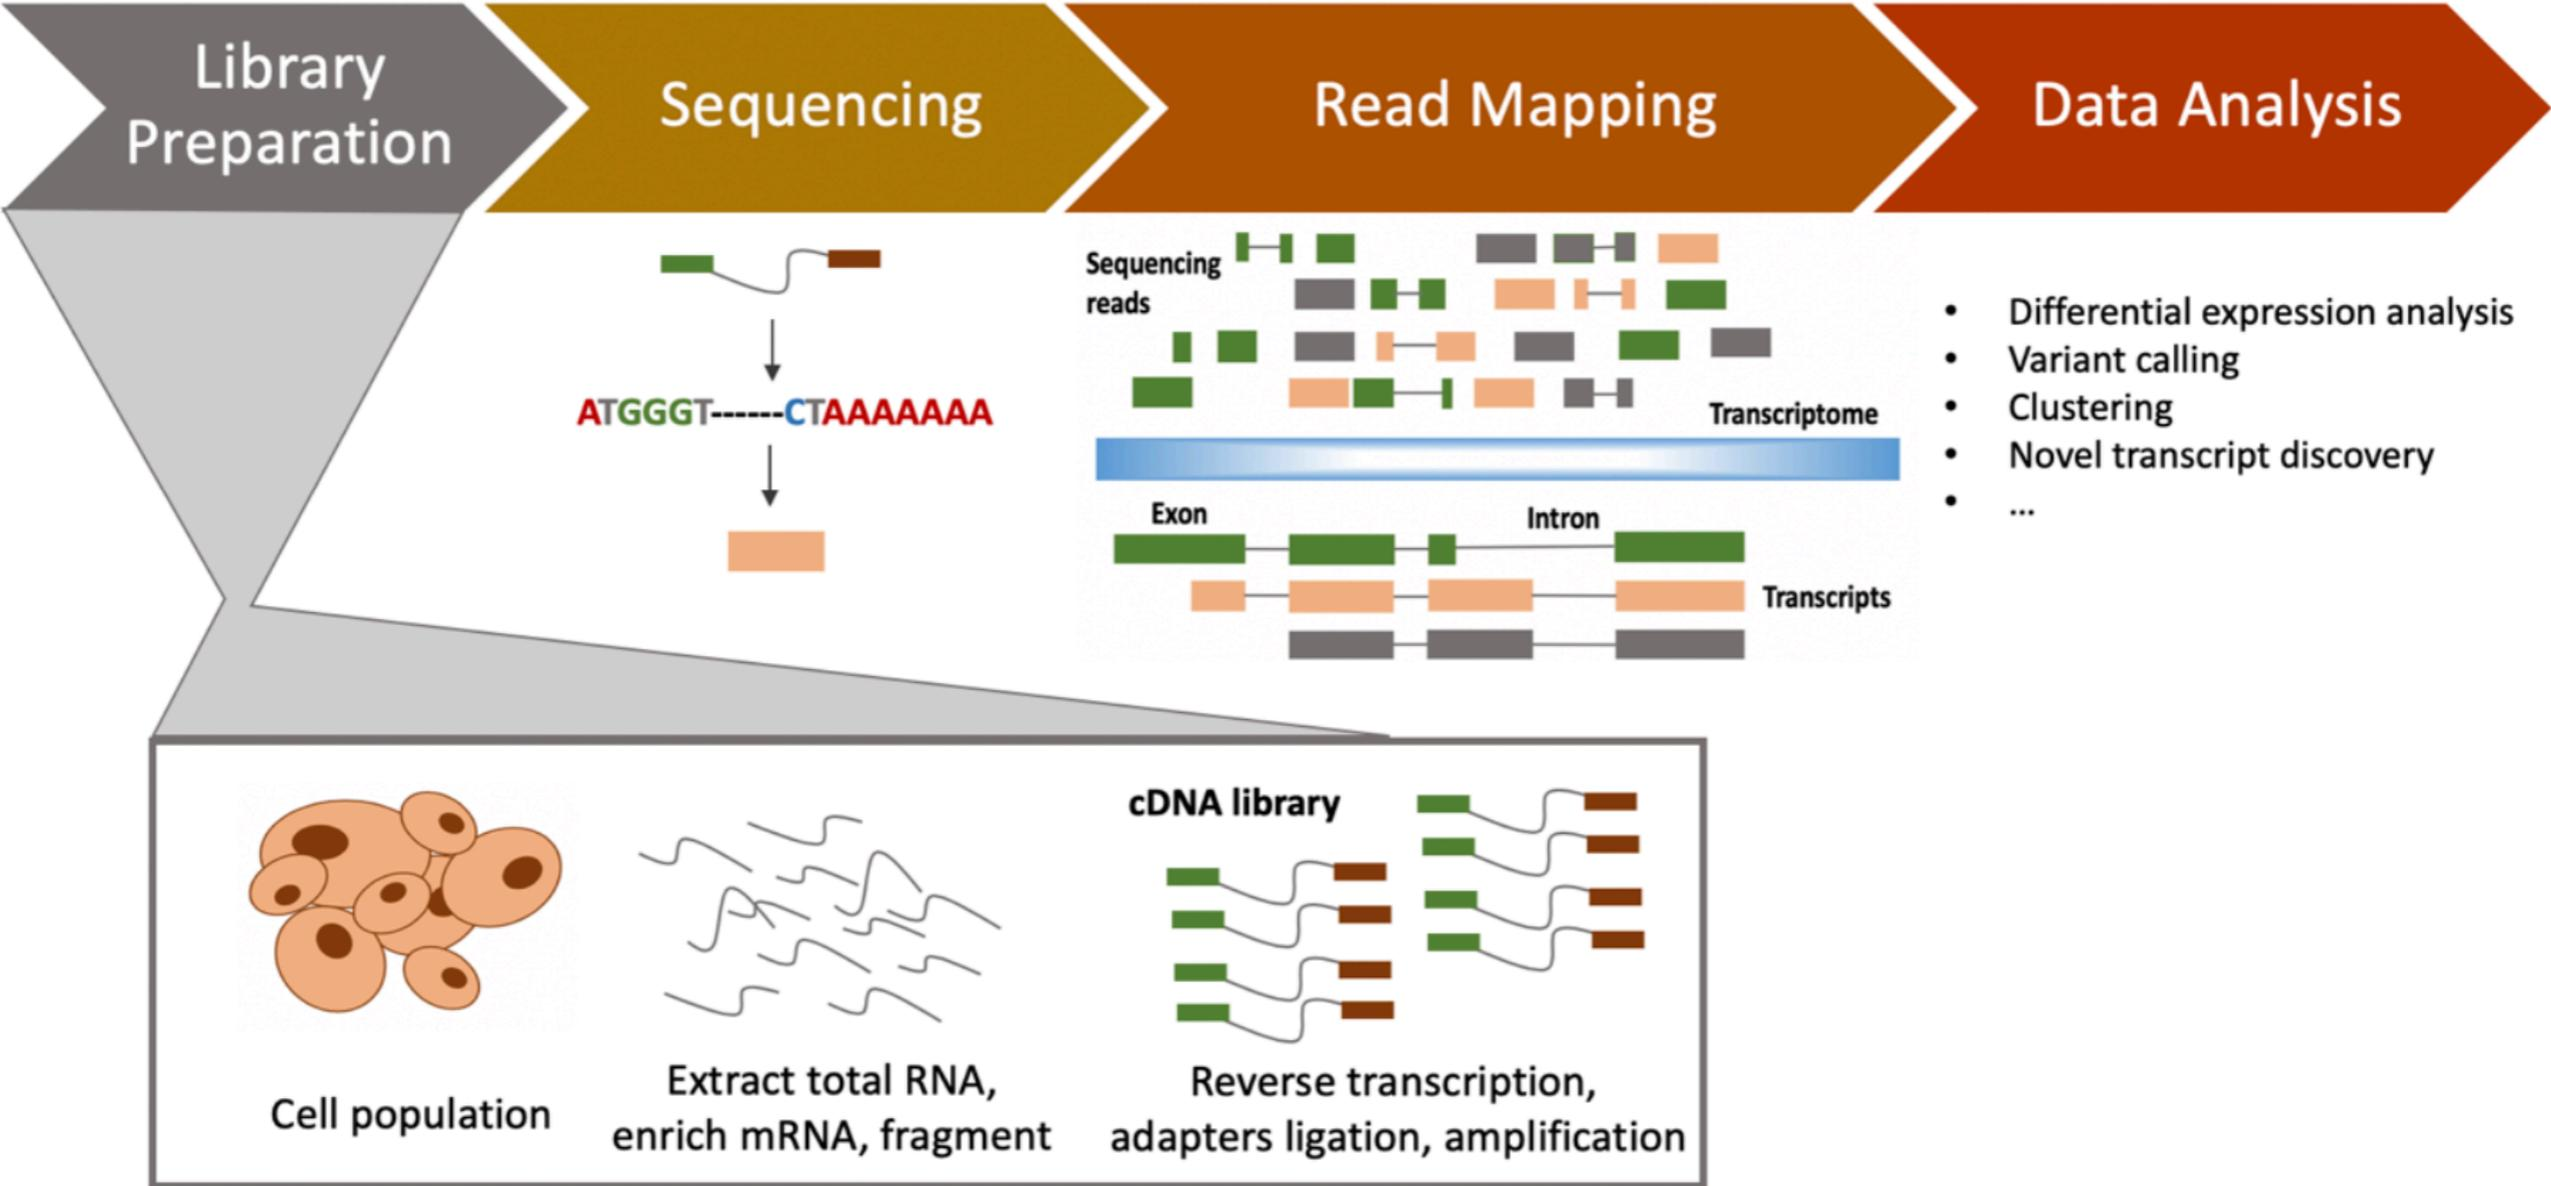 Library
Preparation
Sequencing
Read Mapping
Data Analysis
ATGGGT------CTAAAAAAA
Sequencing
reads
Transcriptome
Exon
Intron
Transcripts
• Differential expression analysis
• Variant calling
• Clustering
• Novel transcript discovery
• ...
Cell population
Extract total RNA,
enrich mRNA, fragment
cDNA library
Reverse transcription,
adapters ligation, amplification